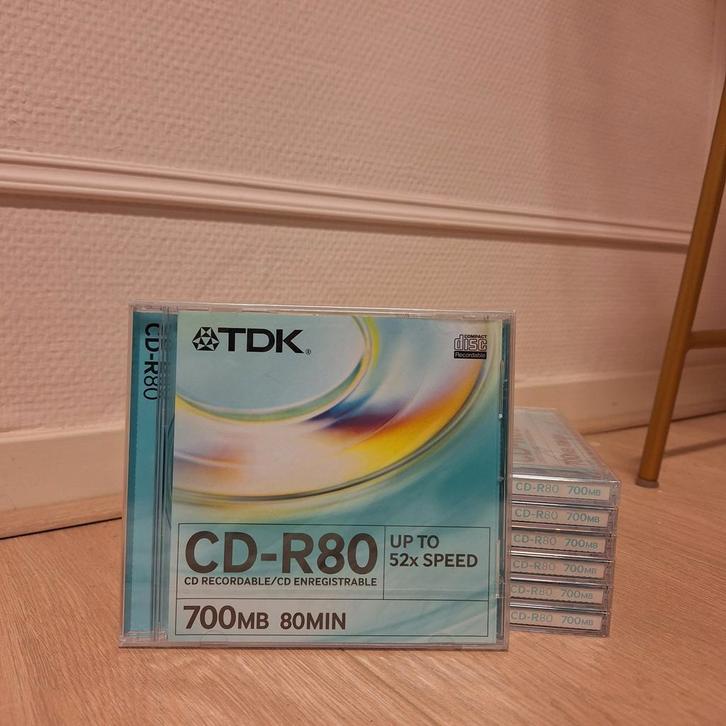 CD-R80
TDK®
COMPACT
disc
Recordable
CD-R80
CD RECORDABLE/CD ENREGISTRABLE
UP TO
52x SPEED
700MB 80MIN
CD-R80 700MB
CD-R80 700MB
CD-R80 700MB
CD-R80 700MB
CD-R80 700MB
CD-R80 700MB